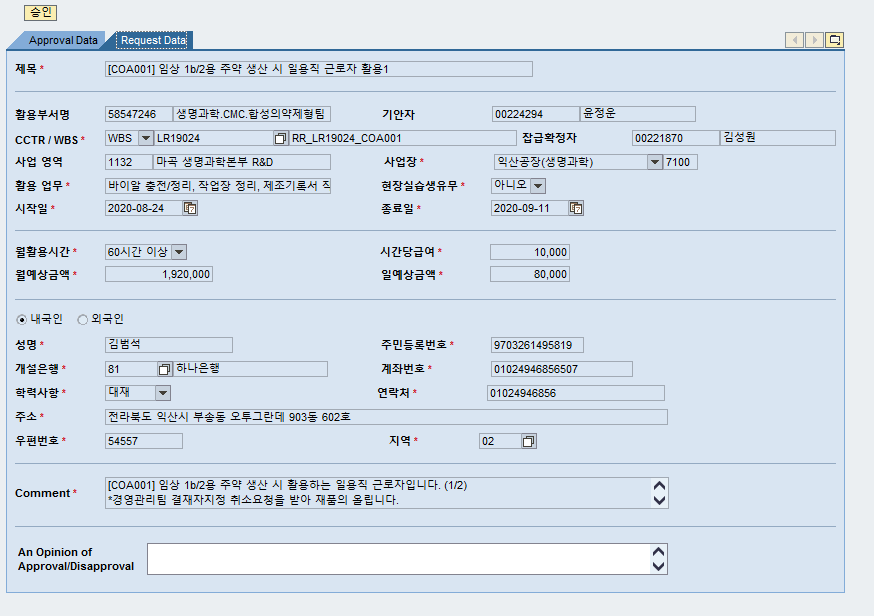 승인
Approval Data Request Data
제목 * [COA001] 임상 1b/2용 주약 생산 시 일용직 근로자 활용1
활용부서명 58547246 생명과학.CMC.합성의약제형팀 기안자 00224294 윤정운
CCTR / WBS * WBS LR19024 RR_LR19024_COA001 잡급확정자 00221870 김성원
사업 영역 1132 마곡 생명과학본부 R&D 사업장 * 익산공장(생명과학) 7100
활용 업무 * 바이알 충전/정리, 작업장 정리, 제조기록서 작 현장실습생유무 * 아니오
시작일 * 2020-08-24 종료일 * 2020-09-11
월활용시간 * 60시간 이상 시간당급여 * 10,000
월예상금액 * 1,920,000 일예상금액 * 80,000
내국인 외국인
성명 * 김범석 주민등록번호 * 9703261495819
개설은행 * 81 하나은행 계좌번호 * 01024946856507
학력사항 * 대재 연락처 * 01024946856
주소 * 전라북도 익산시 부송동 오투그란데 903동 602호
우편번호 * 54557 지역 * 02
Comment * [COA001] 임상 1b/2용 주약 생산 시 활용하는 일용직 근로자입니다. (1/2)
*경영관리팀 결재자지정 취소요청을 받아 재품의 올립니다.
An Opinion of
Approval/Disapproval